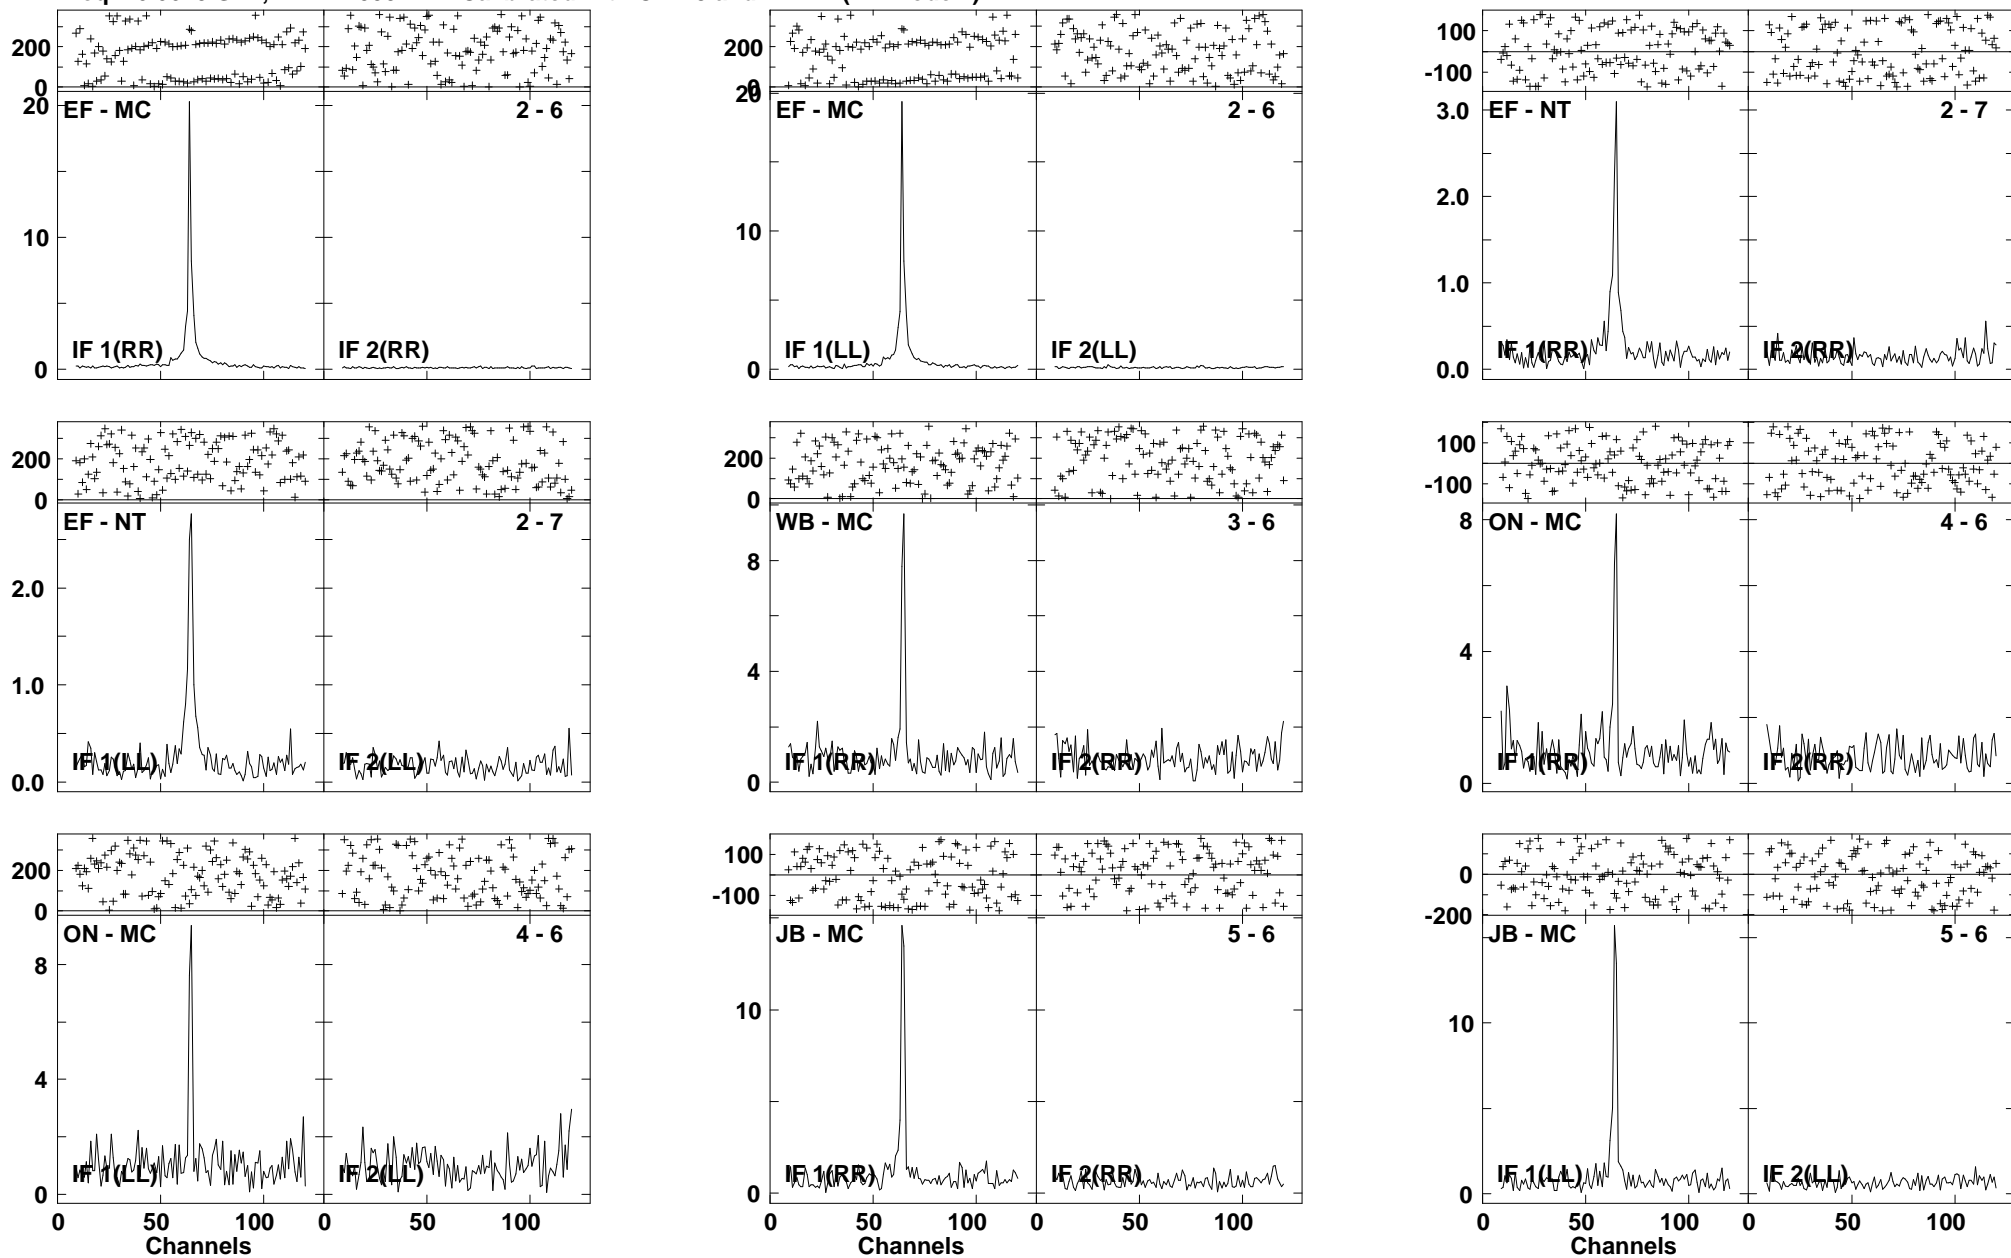 200
0
200
0
100
-100
20
EF - MC
2 - 6
10
0
IF 1(RR)
IF 2(RR)
20
EF - MC
2 - 6
10
0
IF 1(LL)
IF 2(LL)
3.0
EF - NT
2 - 7
2.0
1.0
0.0
IF 1(RR)
IF 2(RR)
200
0
200
0
100
-100
EF - NT
2 - 7
2.0
1.0
0.0
IF 1(LL)
IF 2(LL)
WB - MC
3 - 6
8
4
0
IF 1(RR)
IF 2(RR)
8
ON - MC
4 - 6
4
0
IF 1(RR)
IF 2(RR)
200
0
100
-100
0
-200
ON - MC
4 - 6
8
4
0
IF 1(LL)
IF 2(LL)
JB - MC
5 - 6
10
0
IF 1(RR)
IF 2(RR)
JB - MC
5 - 6
10
0
IF 1(LL)
IF 2(LL)
0 50 100 0 50 100
Channels
0 50 100 0 50 100
Channels
0 50 100 0 50 100
Channels